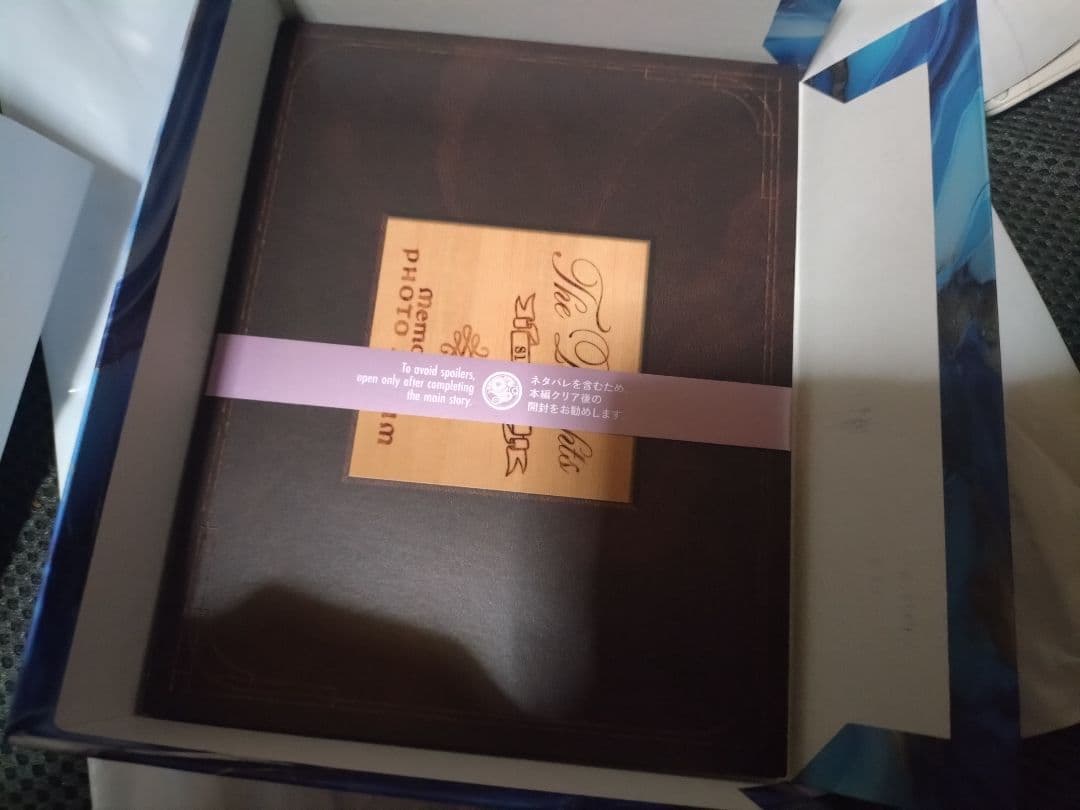 To avoid spoilers,
open only after completing
the main story.
ネタバレを含むため、
本編クリア後の
開封をお勧めします
The
PHOTO